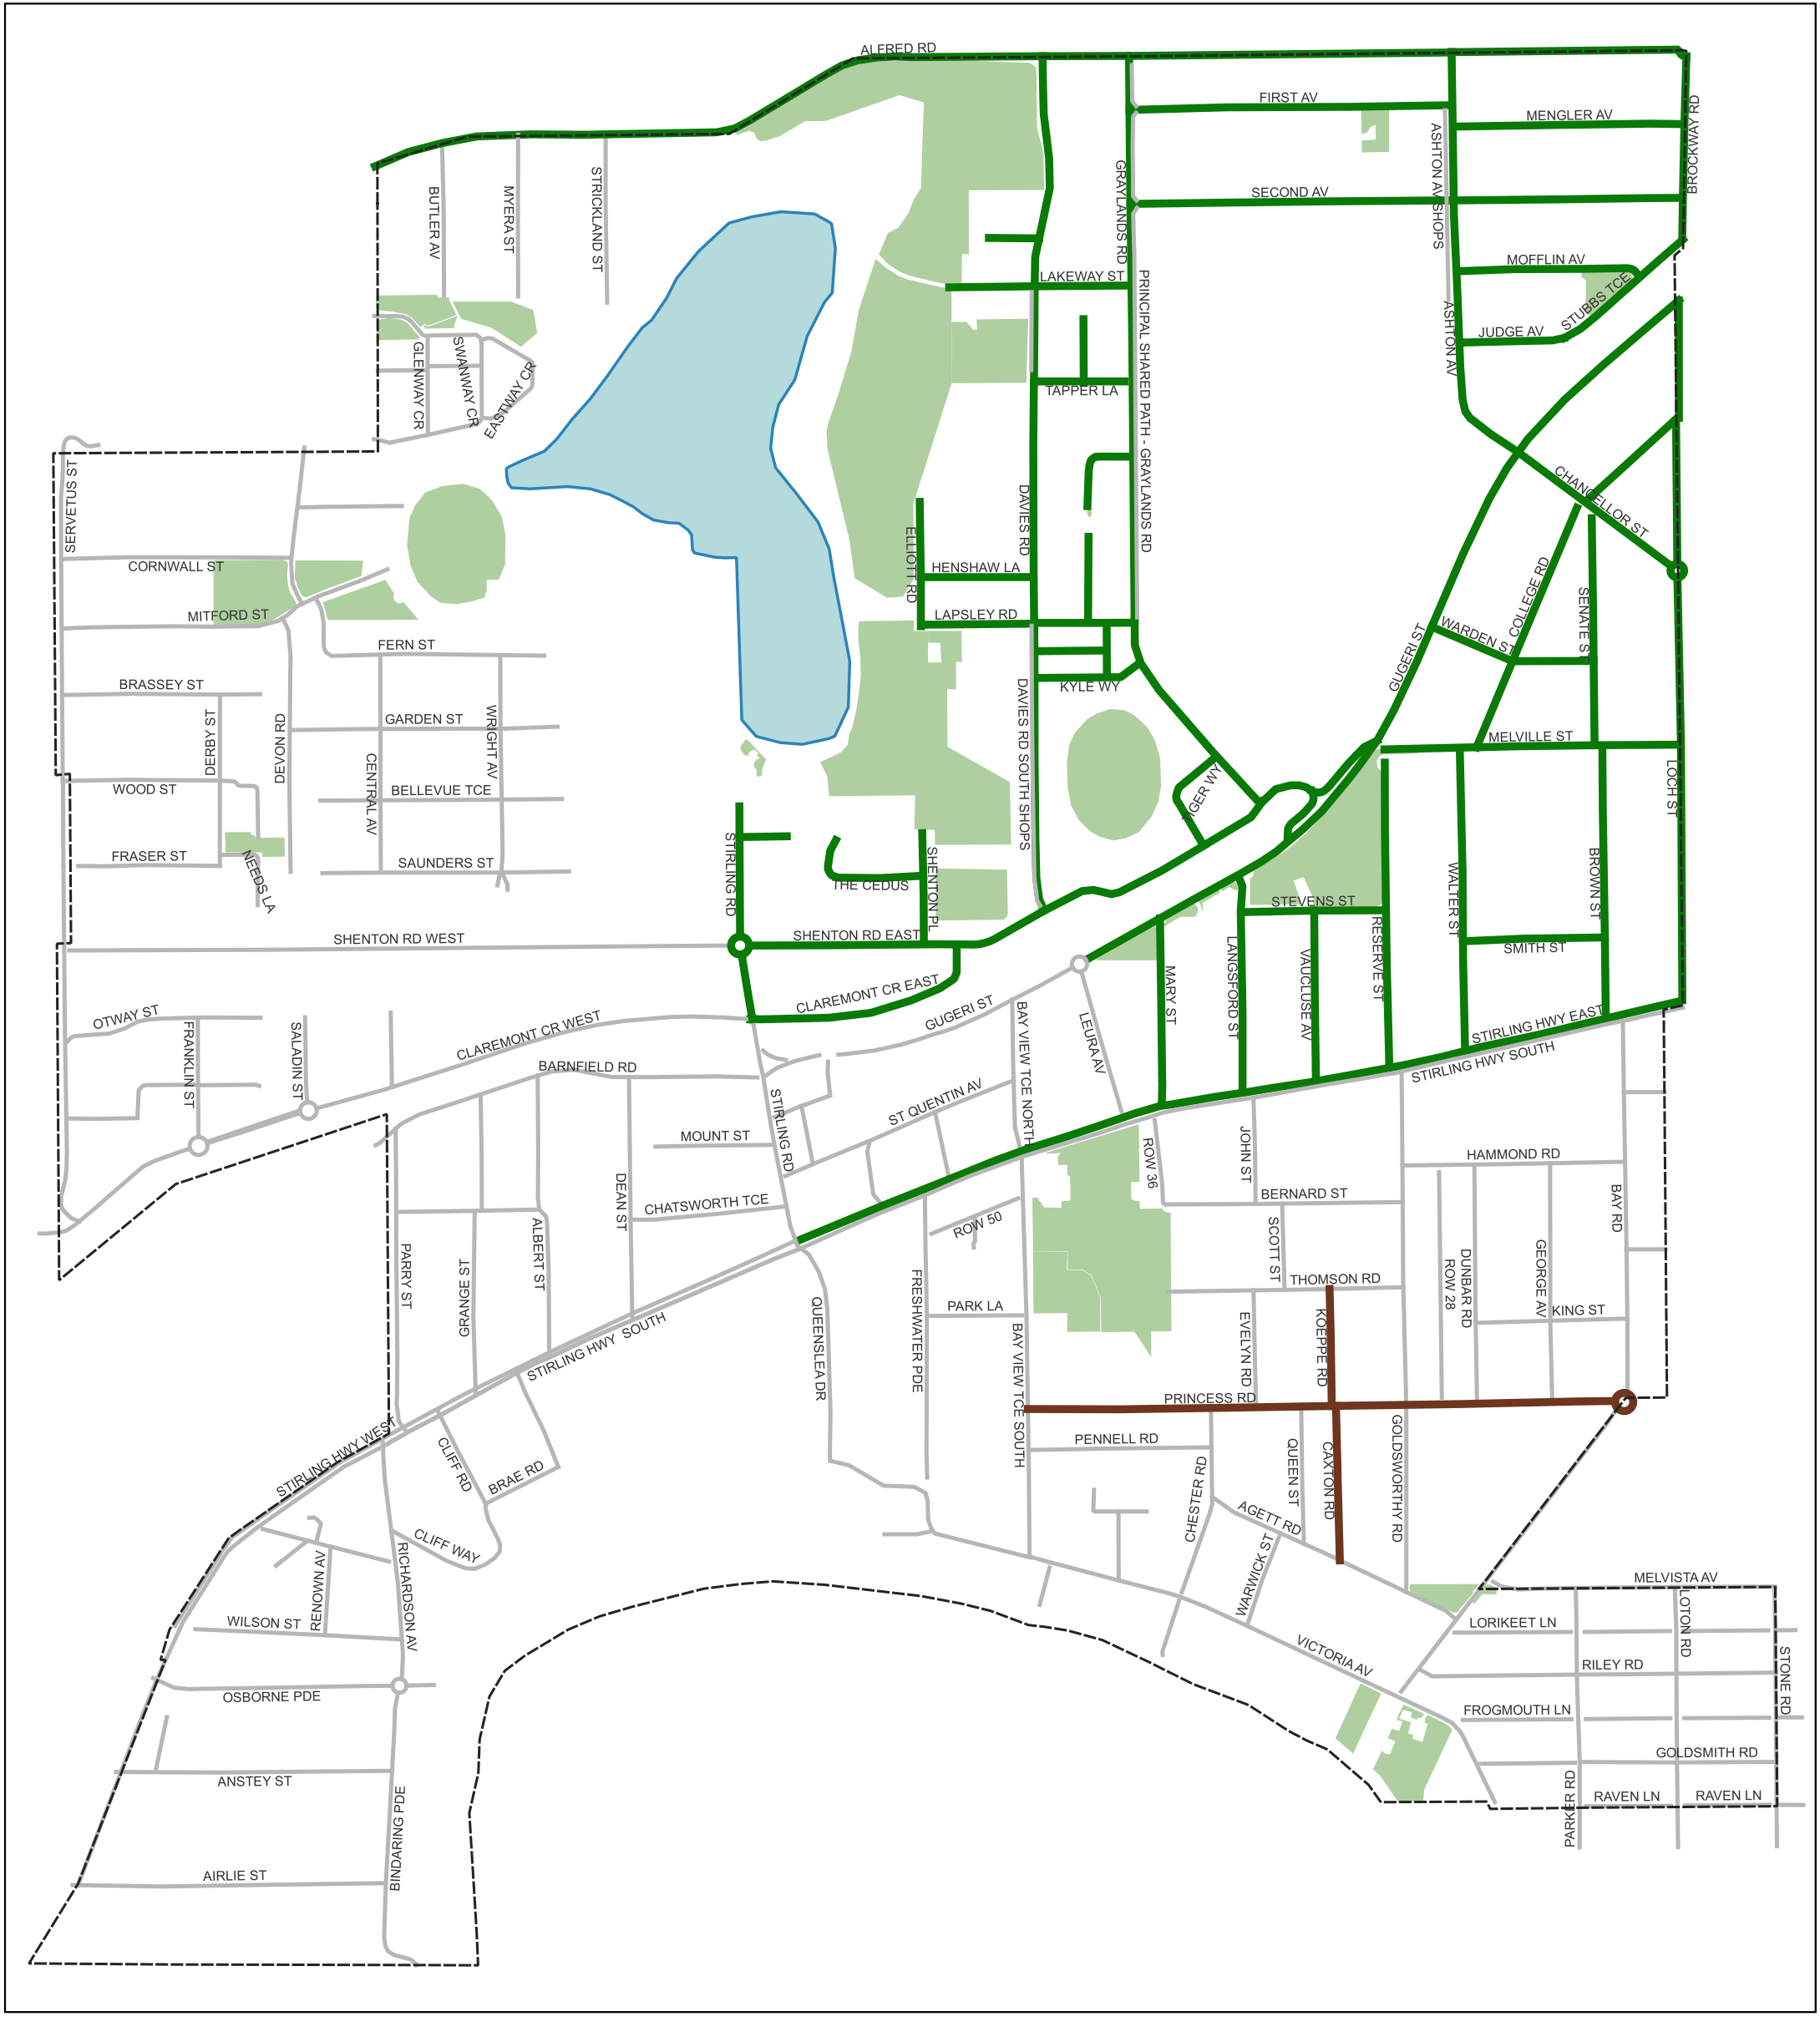 ALFRED RD
FIRST AV
MENGLER AV
BROCKWAY RD
ASHTON AV SHOPS
GRAYLANDS RD
SECOND AV
BUTLER AV
MYERA ST
STRICKLAND ST
LAKEWAY ST
MOFFLIN AV
STUBBS TCE
JUDGE AV
ASHTON AV
PRINCIPAL SHARED PATH - GRAYLANDS RD
GLENWAY CR
SWANWAY CR
EASTWAY CR
TAPPER LA
SERVETUS ST
CHANCELLOR ST
DAVIES RD
ELLIOTT RD
HENSHAW LA
CORNWALL ST
MITFORD ST
LAPSLEY RD
COLLEGE RD
SENATE ST
WARDEN ST
GUGERI ST
FERN ST
BRASSEY ST
KYLE WY
DAVIES RD SOUTH SHOPS
DERBY ST
DEVON RD
GARDEN ST
WRIGHT AV
CENTRAL AV
MELVILLE ST
LOCH ST
WOOD ST
BELLEVUE TCE
TIGER WY
FRASER ST
NEEDS LA
SAUNDERS ST
STIRLING RD
THE CEDUS
SHENTON PL
WALTER ST
BROWN ST
STEVENS ST
RESERVE ST
SHENTON RD WEST
SHENTON RD EAST
LANGSFORD ST
VAUCLUSE AV
SMITH ST
MARY ST
CLAREMONT CR EAST
GUGERI ST
BAY VIEW TCE NORTH
LEURA AV
OTWAY ST
FRANKLIN ST
SALADIN ST
CLAREMONT CR WEST
BARNFIELD RD
STIRLING HWY EAST
STIRLING HWY SOUTH
ST QUENTIN AV
STIRLING RD
MOUNT ST
ROW 36
JOHN ST
HAMMOND RD
DEAN ST
CHATSWORTH TCE
BERNARD ST
BAY RD
ROW 50
SCOTT ST
ALBERT ST
PARRY ST
GRANGE ST
THOMSON RD
ROW 28
DUNBAR RD
GEORGE AV
KING ST
QUEENSLEA DR
FRESHWATER PDE
PARK LA
EVELYN RD
KOEPPE RD
STIRLING HWY  SOUTH
BAY VIEW TCE SOUTH
PRINCESS RD
STIRLING HWY WEST
CLIFF RD
BRAE RD
PENNELL RD
CHESTER RD
QUEEN ST
CAXTON RD
GOLDSWORTHY RD
AGETT RD
CLIFF WAY
RENOWN AV
RICHARDSON AV
WARWICK ST
MELVISTA AV
WILSON ST
LORIKEET LN
LOTON RD
VICTORIA AV
RILEY RD
STONE RD
OSBORNE PDE
FROGMOUTH LN
GOLDSMITH RD
ANSTEY ST
PARKER RD
RAVEN LN
RAVEN LN
BINDARING PDE
AIRLIE ST